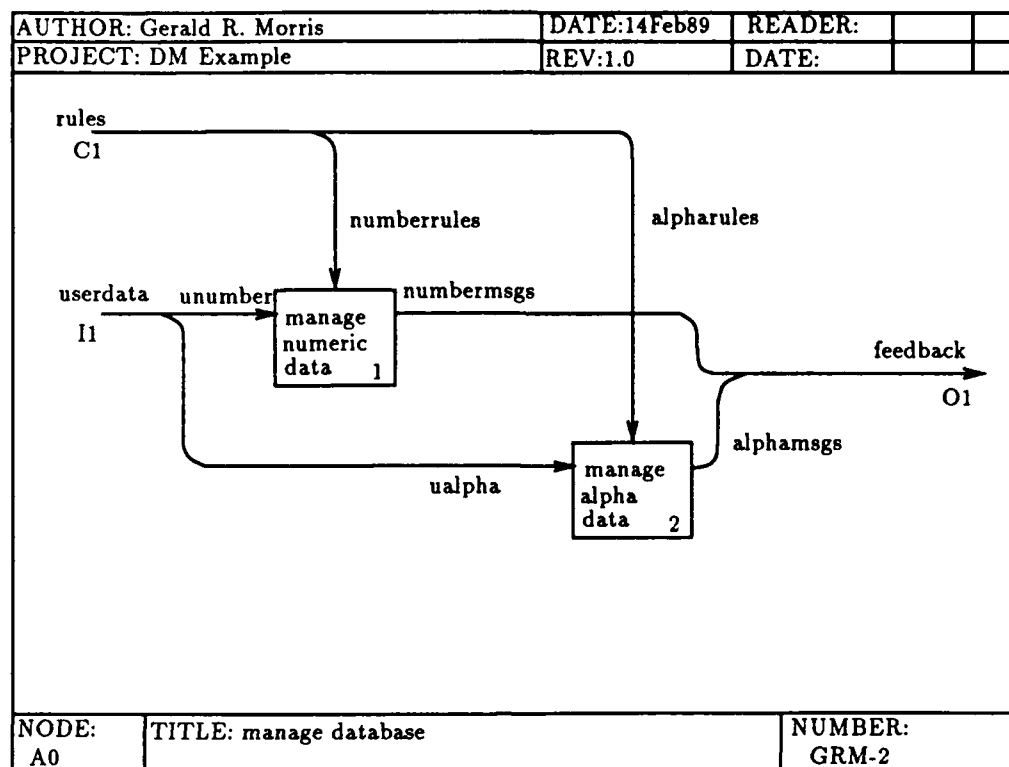 AUTHOR: Gerald R. Morris
DATE:14Feb89
READER:
PROJECT: DM Example
REV:1.0
DATE:
rules
C1
numberrules
alpharules
userdata
unumber
numbermsgs
I1
manage
numeric
data 1
feedback
O1
alphamsgs
ualpha
manage
alpha
data 2
NODE:
A0
TITLE: manage database
NUMBER:
GRM-2